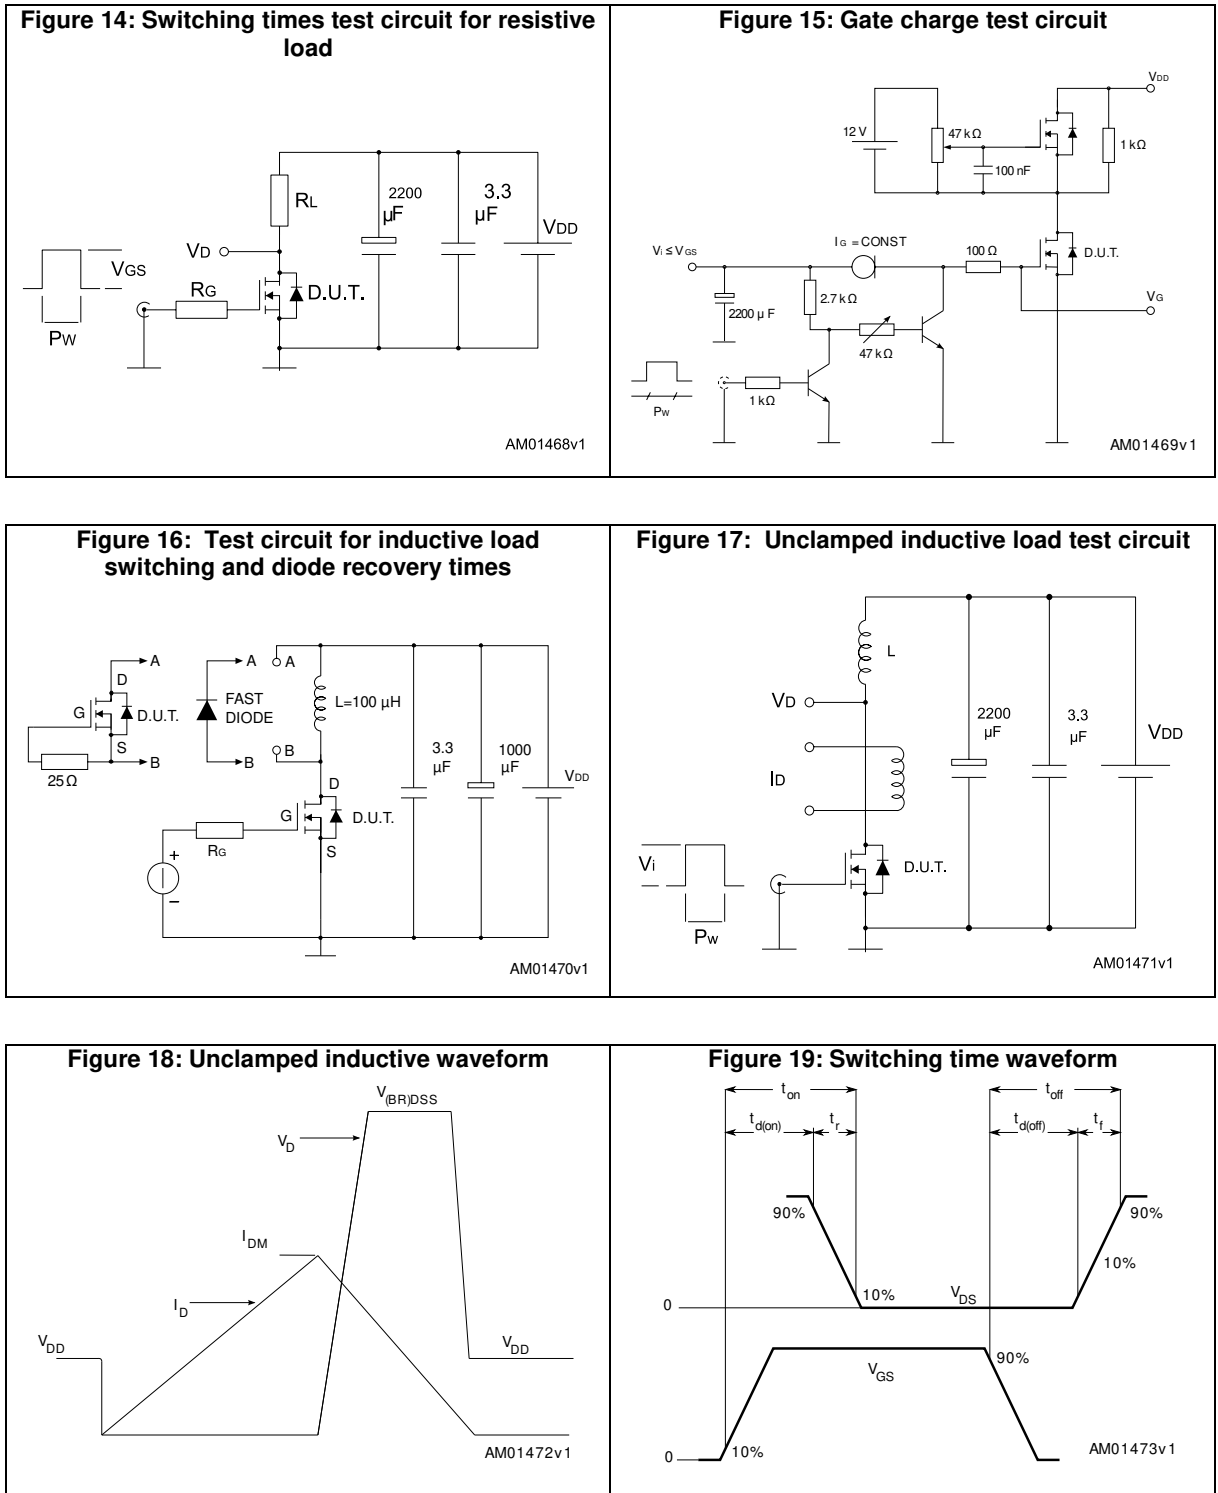 Figure 14: Switching times test circuit for resistive
load
RL
2200
µF
3.3
µF
VDD
VD
VGS
RG
D.U.T.
PW
AM01468v1
Figure 15: Gate charge test circuit
VDD
12 V
47 kΩ
1 kΩ
100 nF
IG = CONST
Vi ≤ VGS
100 Ω
D.U.T.
2.7 kΩ
2200 µ F
VG
47 kΩ
1 kΩ
PW
AM01469v1
Figure 16: Test circuit for inductive load
switching and diode recovery times
A
A
A
D
G
D.U.T.
FAST
DIODE
L=100 µH
S
B
B
B
25 Ω
3.3
µF
1000
µF
VDD
D
G
D.U.T.
RG
S
+
–
AM01470v1
Figure 17: Unclamped inductive load test circuit
L
VD
2200
µF
3.3
µF
VDD
ID
Vi
D.U.T.
PW
AM01471v1
Figure 18: Unclamped inductive waveform
V(BR)DSS
VD
IDM
ID
VDD
VDD
AM01472v1
Figure 19: Switching time waveform
ton
toff
td(on)
tr
td(off)
tf
90%
90%
10%
10%
0
VDS
90%
VGS
0
10%
AM01473v1